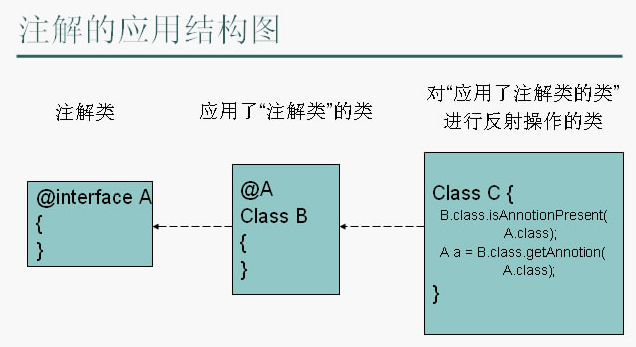 注解的应用结构图
注解类
@interface A
{
}
应用了“注解类”的类
@A
Class B
{
}
对“应用了注解类的类”
进行反射操作的类
Class C {
B.class.isAnnotionPresent(
A.class);
A a = B.class.getAnnotion(
A.class);
}